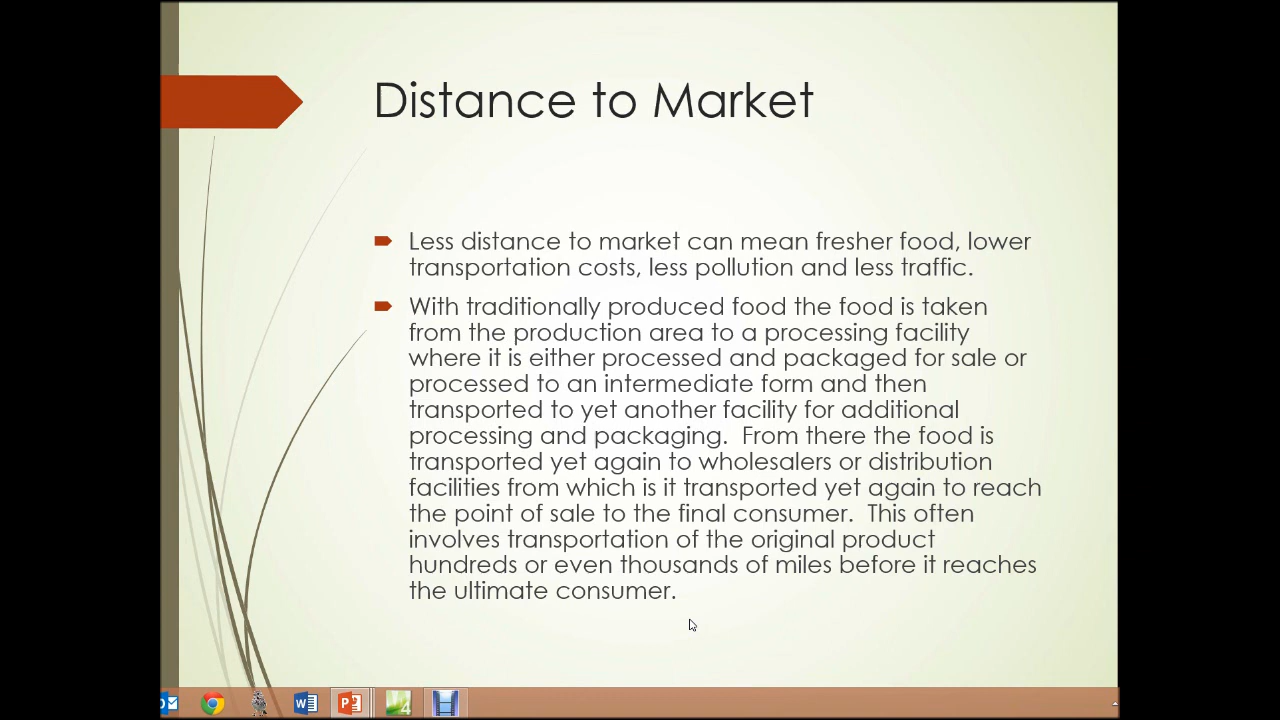 Distance to Market
Less distance to market can mean fresher food, lower
transportation costs, less pollution and less traffic.
With traditionally produced food the food is taken
from the production area to a processing facility
where it is either processed and packaged for sale or
processed to an intermediate form and then
transported to yet another facility for additional
processing and packaging.  From there the food is
transported yet again to wholesalers or distribution
facilities from which is it transported yet again to reach
the point of sale to the final consumer.  This often
involves transportation of the original product
hundreds or even thousands of miles before it reaches
the ultimate consumer.